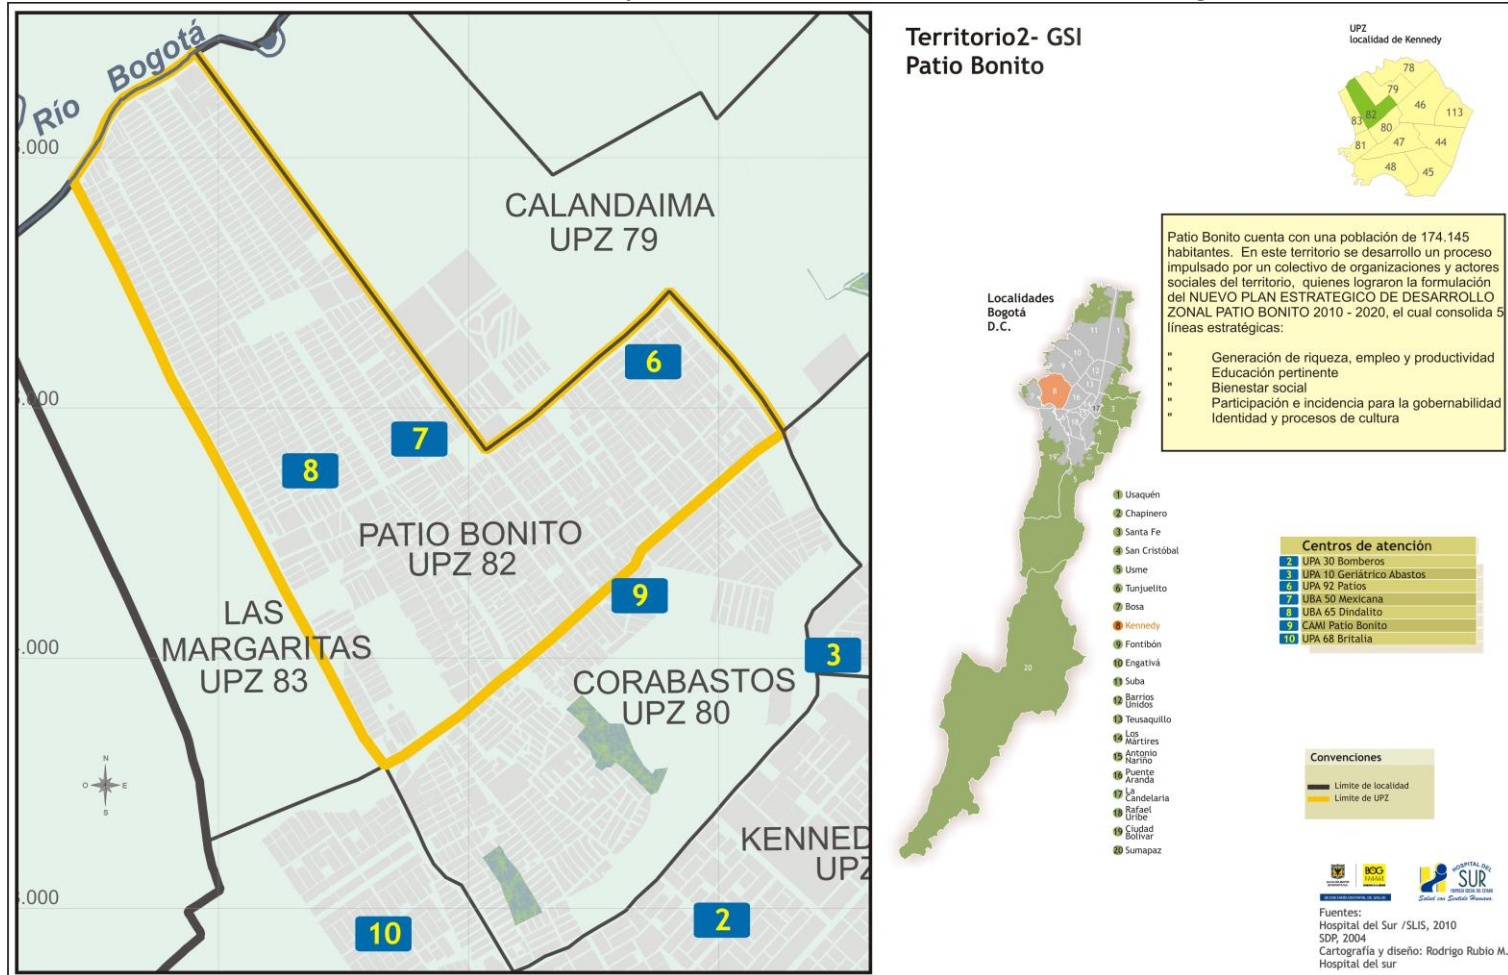 Río Bogotá
CALANDAIMA
UPZ 79
6
7
8
PATIO BONITO
UPZ 82
9
LAS
MARGARITAS
UPZ 83
3
CORABASTOS
UPZ 80
N
O
E
S
KENNED
UPZ
10
2
Territorio2- GSI
Patio Bonito
UPZ
localidad de Kennedy
78
79
46
113
82
83
80
81
47
44
48
45
Patio Bonito cuenta con una población de 174.145
habitantes. En este territorio se desarrollo un proceso
impulsado por un colectivo de organizaciones y actores
sociales del territorio, quienes lograron la formulación
del NUEVO PLAN ESTRATEGICO DE DESARROLLO
ZONAL PATIO BONITO 2010 - 2020, el cual consolida 5
líneas estratégicas:
" Generación de riqueza, empleo y productividad
" Educación pertinente
" Bienestar social
" Participación e incidencia para la gobernabilidad
" Identidad y procesos de cultura
Localidades
Bogotá
D.C.
1 Usaquén
2 Chapinero
3 Santa Fe
4 San Cristóbal
5 Usme
6 Tunjuelito
7 Bosa
8 Kennedy
9 Fontibón
10 Engativá
11 Suba
12 Barrios Unidos
13 Teusaquillo
14 Los Mártires
15 Antonio Nariño
16 Puente Aranda
17 La Candelaria
18 Rafael Uribe
19 Ciudad Bolívar
20 Sumapaz
Centros de atención
2 UPA 30 Bomberos
3 UPA 10 Geriátrico Abastos
6 UPA 92 Patios
7 UBA 50 Mexicana
8 UBA 65 Dindalito
9 CAMI Patio Bonito
10 UPA 68 Britalia
Convenciones
Límite de localidad
Límite de UPZ
BOG
HOSPITAL DEL
SUR
Salud con Sentido Humano
Fuentes:
Hospital del Sur /SLIS, 2010
SDP, 2004
Cartografía y diseño: Rodrigo Rubio M.
Hospital del sur